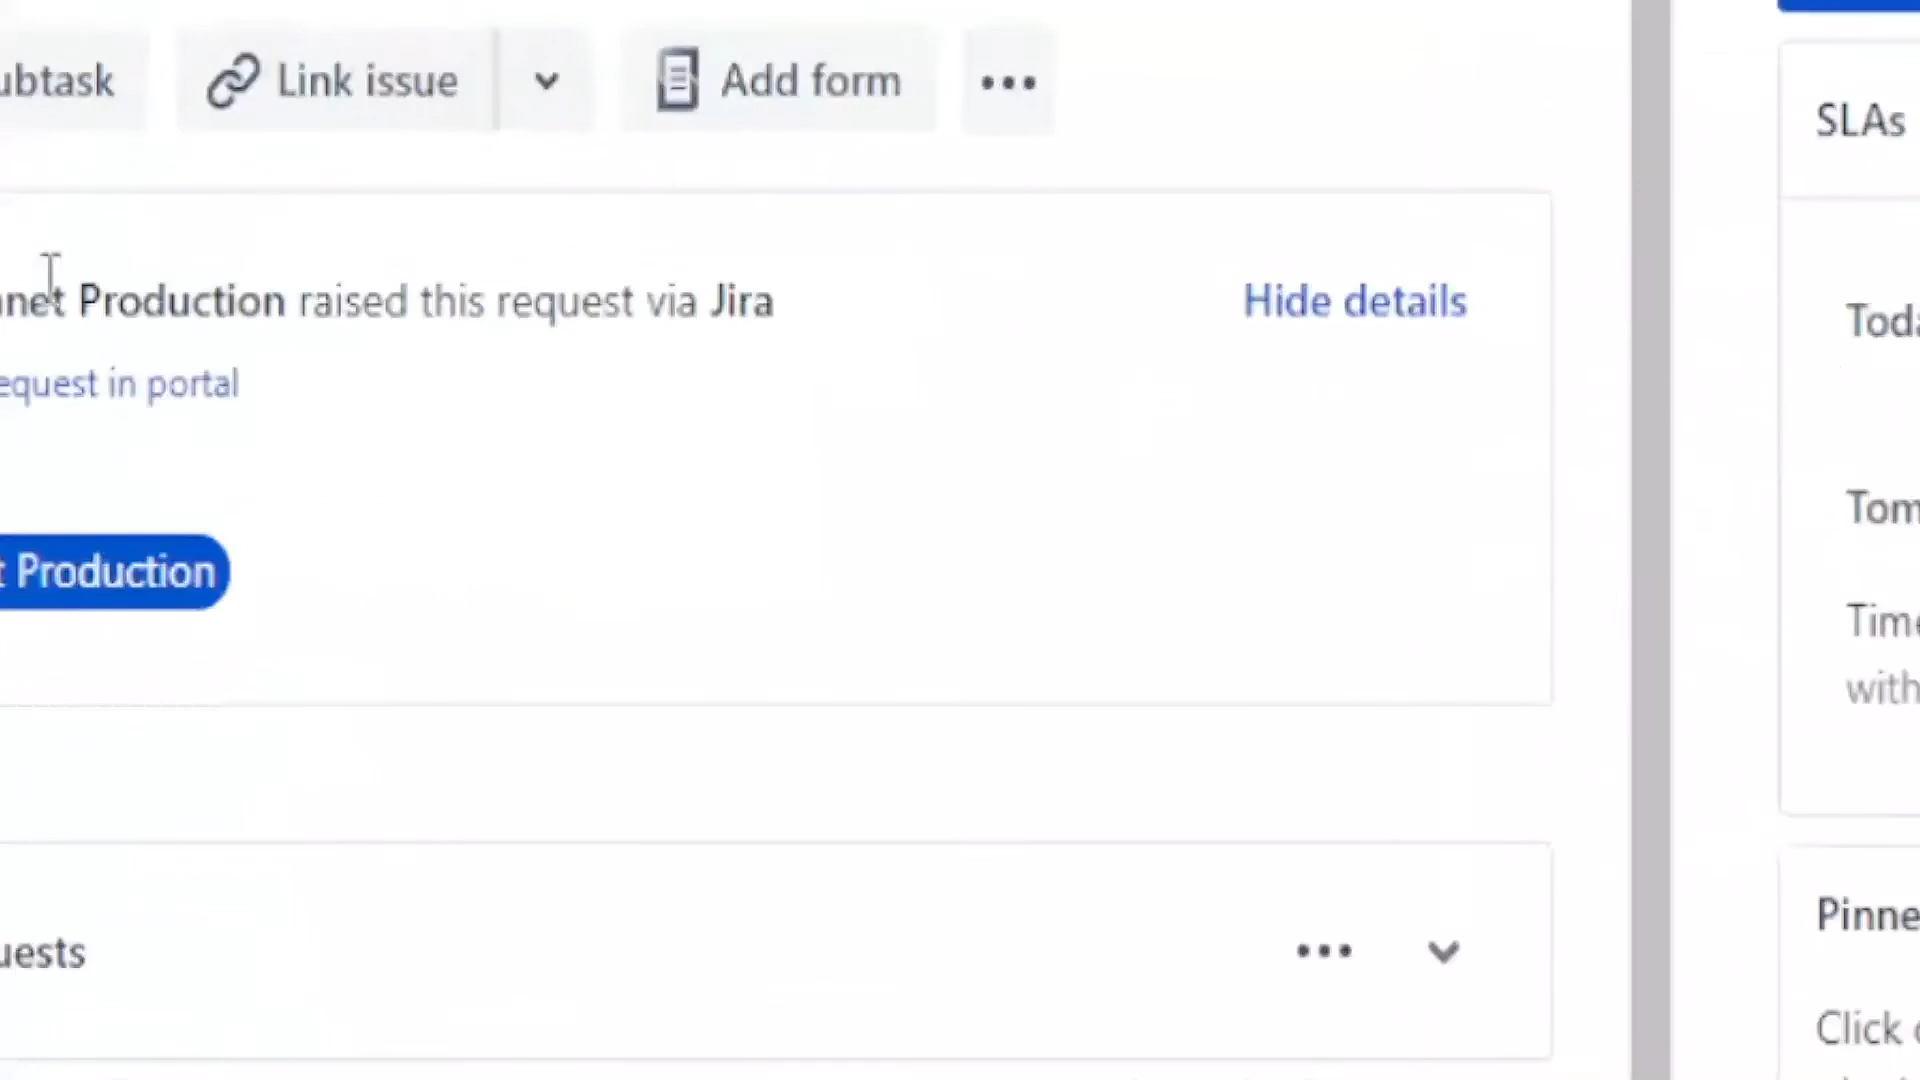 ubtask
Link issue
Add form
SLAs
net Production raised this request via Jira
Hide details
equest in portal
Toda
Tom
t Production
Time
with
Pinne
uests
Click